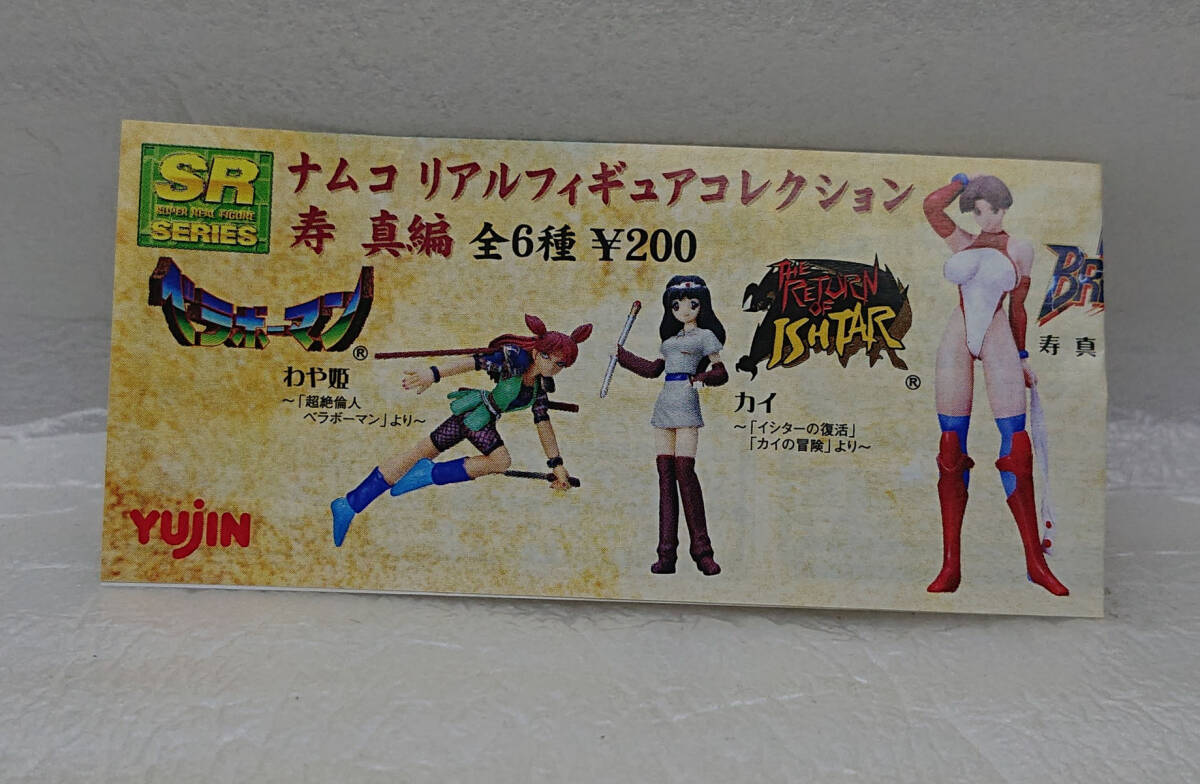 SR
SUPER REAL FIGURE
SERIES
ナムコ リアルフィギュアコレクション
寿 真編 全6種 ¥200
ベラボーマン®
わや姫
～「超絶倫人
ベラボーマン」より～
THE
RETURN
OF
ISHTAR
®
カイ
～「イシターの復活」
「カイの冒険」より～
BR
寿 真
YUJIN